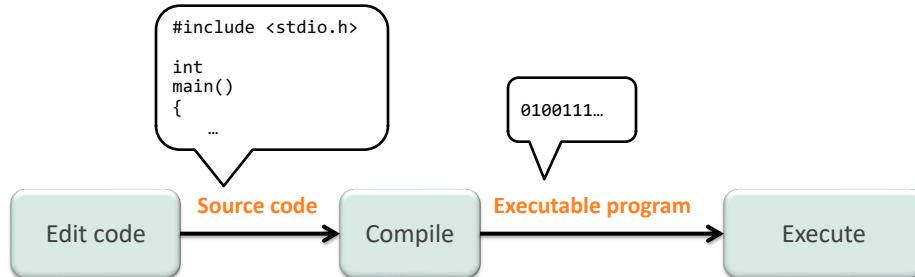 #include <stdio.h>
int
main()
{
…
0100111…
Source code
Executable program
Edit code
Compile
Execute